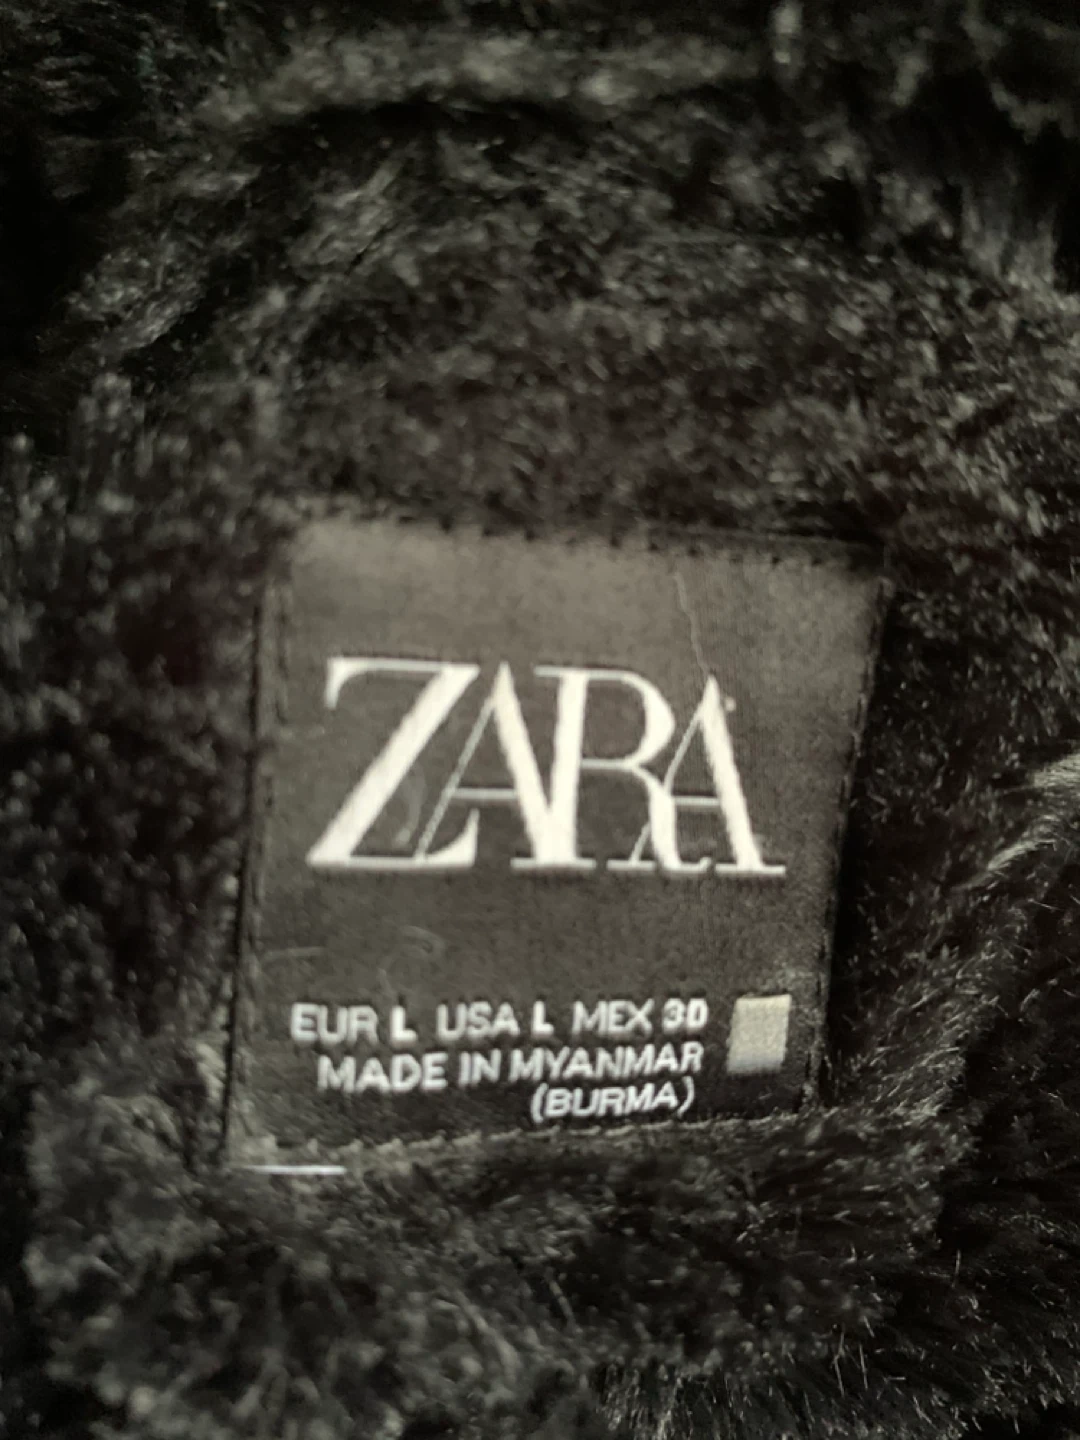 ZARA
EUR L USA L MEX 30
MADE IN MYANMAR
(BURMA)